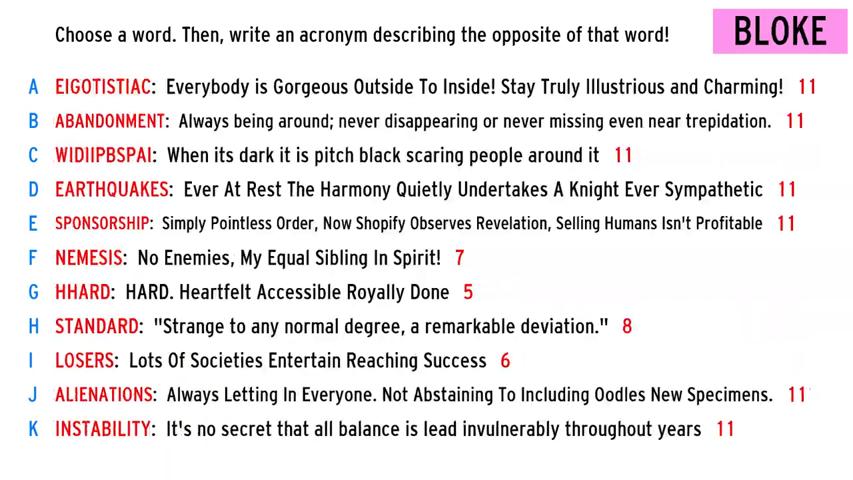 Choose a word. Then, write an acronym describing the opposite of that word!
BLOKE
A EIGOTISTIAC: Everybody is Gorgeous Outside To Inside! Stay Truly Illustrious and Charming! 11
B ABANDONMENT: Always being around; never disappearing or never missing even near trepidation. 11
C WIDIIPBSPAI: When its dark it is pitch black scaring people around it 11
D EARTHQUAKES: Ever At Rest The Harmony Quietly Undertakes A Knight Ever Sympathetic 11
E SPONSORSHIP: Simply Pointless Order, Now Shopify Observes Revelation, Selling Humans Isn't Profitable 11
F NEMESIS: No Enemies, My Equal Sibling In Spirit! 7
G HHARD: HARD. Heartfelt Accessible Royally Done 5
H STANDARD: "Strange to any normal degree, a remarkable deviation." 8
I LOSERS: Lots Of Societies Entertain Reaching Success 6
J ALIENATIONS: Always Letting In Everyone. Not Abstaining To Including Oodles New Specimens. 11
K INSTABILITY: It's no secret that all balance is lead invulnerably throughout years 11